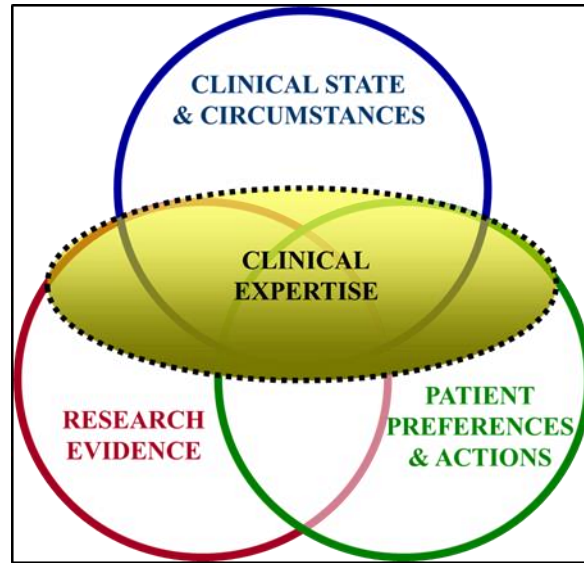 CLINICAL STATE
& CIRCUMSTANCES
CLINICAL
EXPERTISE
RESEARCH
EVIDENCE
PATIENT
PREFERENCES
& ACTIONS